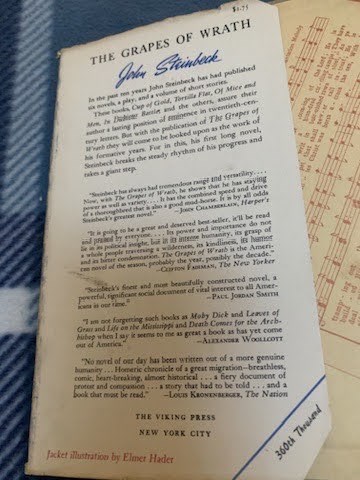 $1.75
THE GRAPES OF WRATH
John Steinbeck
In the past ten years John Steinbeck has had published
six novels, a play, and a volume of short stories.
These books, Cup of Gold, Tortilla Flat, Of Mice and
Men, In Dubious Battle and the others, assure their
author a lasting position of eminence in twentieth-cen-
tury letters. But with the publication of The Grapes of
Wrath they will come to be looked upon as the work of
his formative years. For in this, his first long novel,
Steinbeck breaks the steady rhythm of his progress and
takes a giant step.
"Steinbeck has always had tremendous range and versatility. . . .
Now, with The Grapes of Wrath, he shows that he has staying
power as well as variety. . . . It has the combined speed and drive
of a thoroughbred that is also a good mud-horse. It is by all odds
Steinbeck's greatest novel." —JOHN CHAMBERLAIN, Harper's
"It is going to be a great and deserved best-seller, it'll be read
and praised by everyone. . . . Its power and importance do not
lie in its political insight, but in its intense humanity, its grasp of
a whole people traversing a wilderness, its kindliness, its humor
and its bitter condemnation. The Grapes of Wrath is the Ameri-
can novel of the season, probably the year, possibly the decade."
—CLIFTON FADIMAN, The New Yorker
"Steinbeck's finest and most beautifully constructed novel, a
powerful, significant social document of vital interest to all Amer-
icans in our time." —PAUL JORDAN SMITH
"I am not forgetting such books as Moby Dick and Leaves of
Grass and Life on the Mississippi and Death Comes for the Arch-
bishop when I say it seems to me as great a book as has yet come
out of America." —ALEXANDER WOOLLCOTT
"No novel of our day has been written out of a more genuine
humanity . . . Homeric chronicle of a great migration—breathless,
comic, heart-breaking, almost historical . . . a fiery document of
protest and compassion . . . a story that had to be told . . . and a
book that must be read." —LOUIS KRONENBERGER, The Nation
THE VIKING PRESS
NEW YORK CITY
Jacket illustration by Elmer Hader
360th Thousand